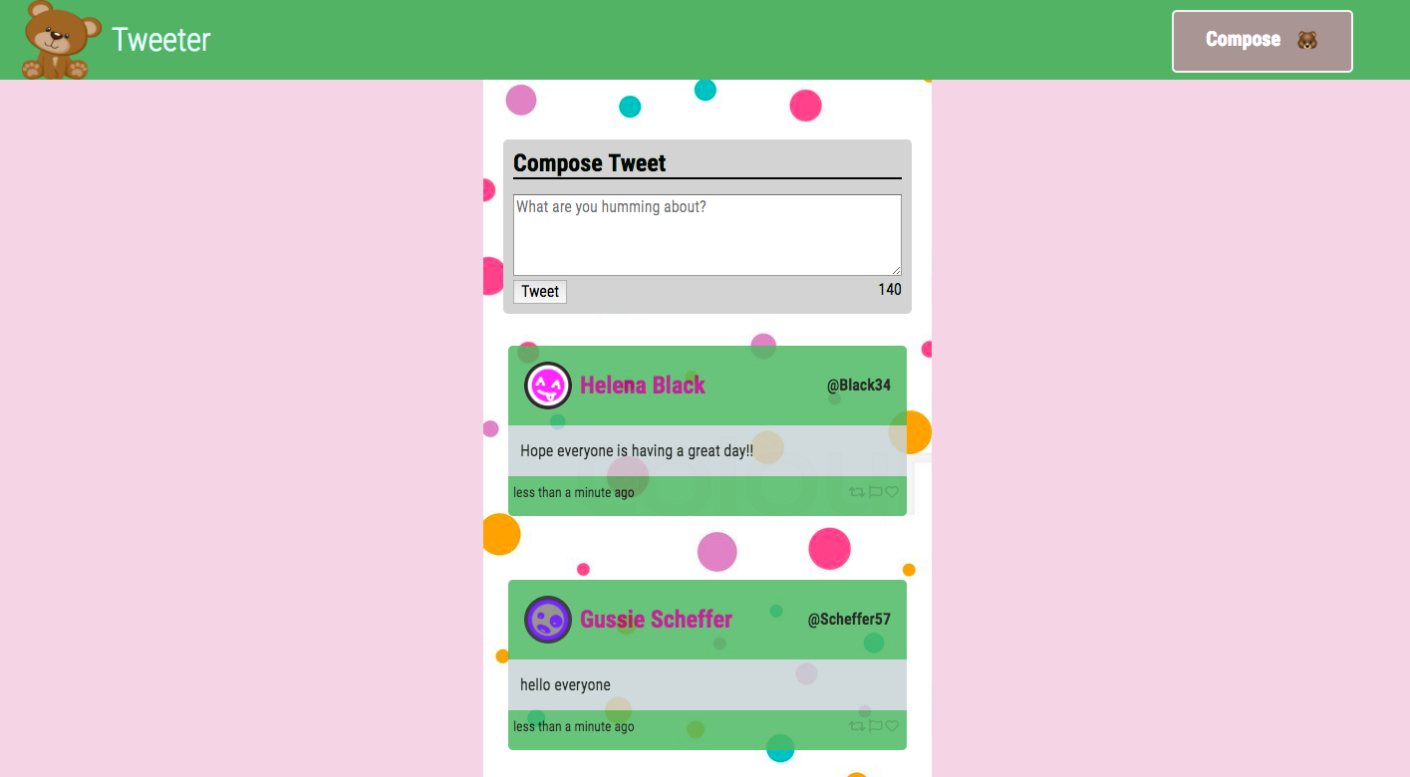 Tweeter
Compose
Compose Tweet
What are you humming about?
Tweet
140
Helena Black
@Black34
Hope everyone is having a great day!!
less than a minute ago
Gussie Scheffer
@Scheffer57
hello everyone
less than a minute ago